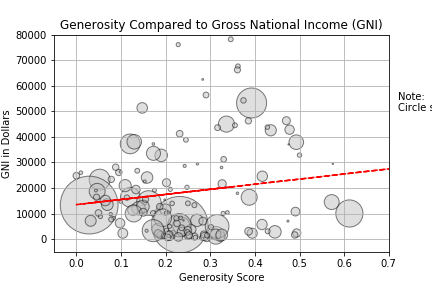 Generosity Compared to Gross National Income (GNI)
80000
70000
60000
50000
40000
30000
20000
10000
0
GNI in Dollars
0.0 0.1 0.2 0.3 0.4 0.5 0.6 0.7
Generosity Score
Note:
Circle s